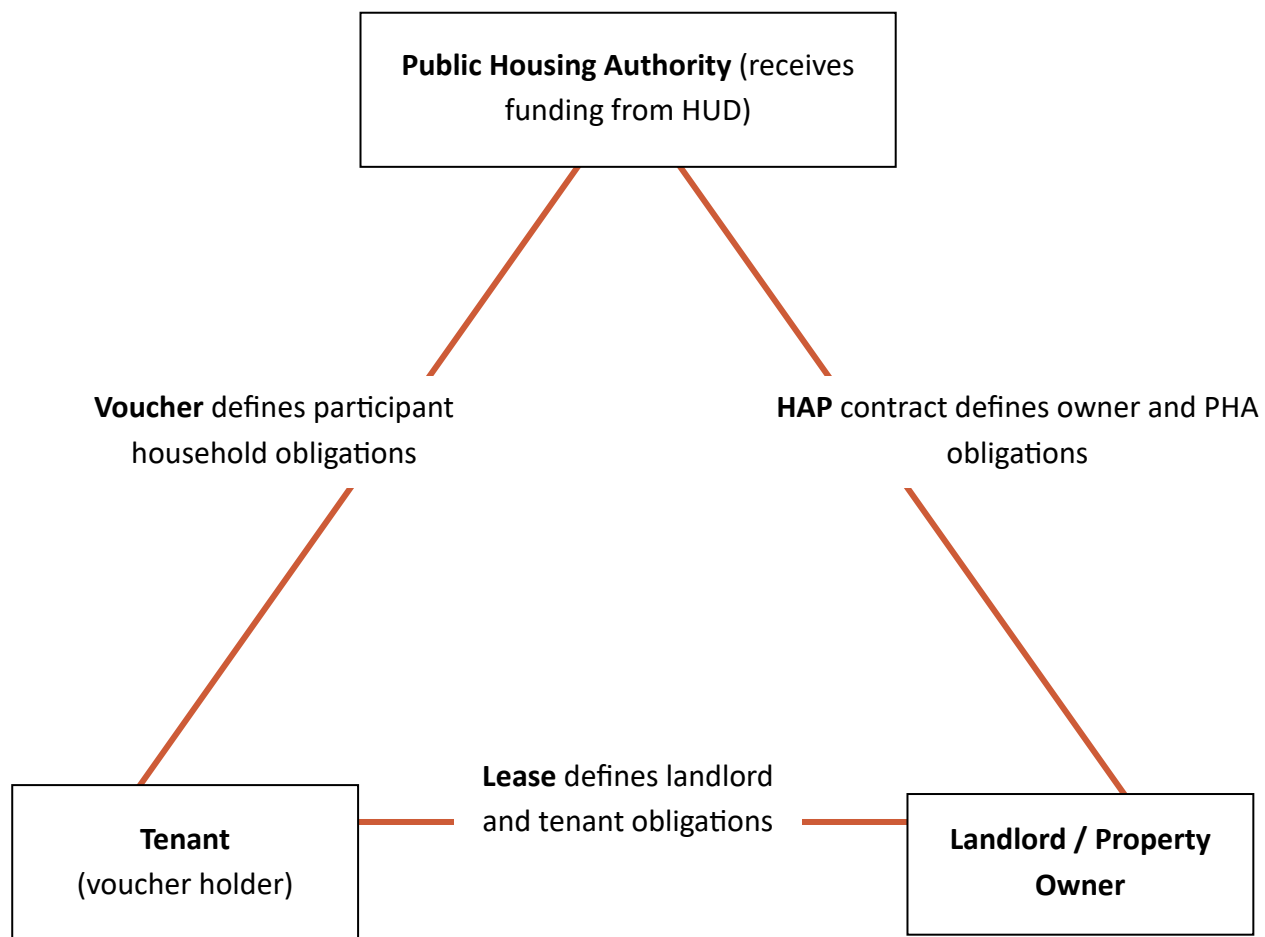 Public Housing Authority (receives
funding from HUD)
Voucher defines participant
household obligations
HAP contract defines owner and PHA
obligations
Lease defines landlord
and tenant obligations
Tenant
(voucher holder)
Landlord / Property
Owner